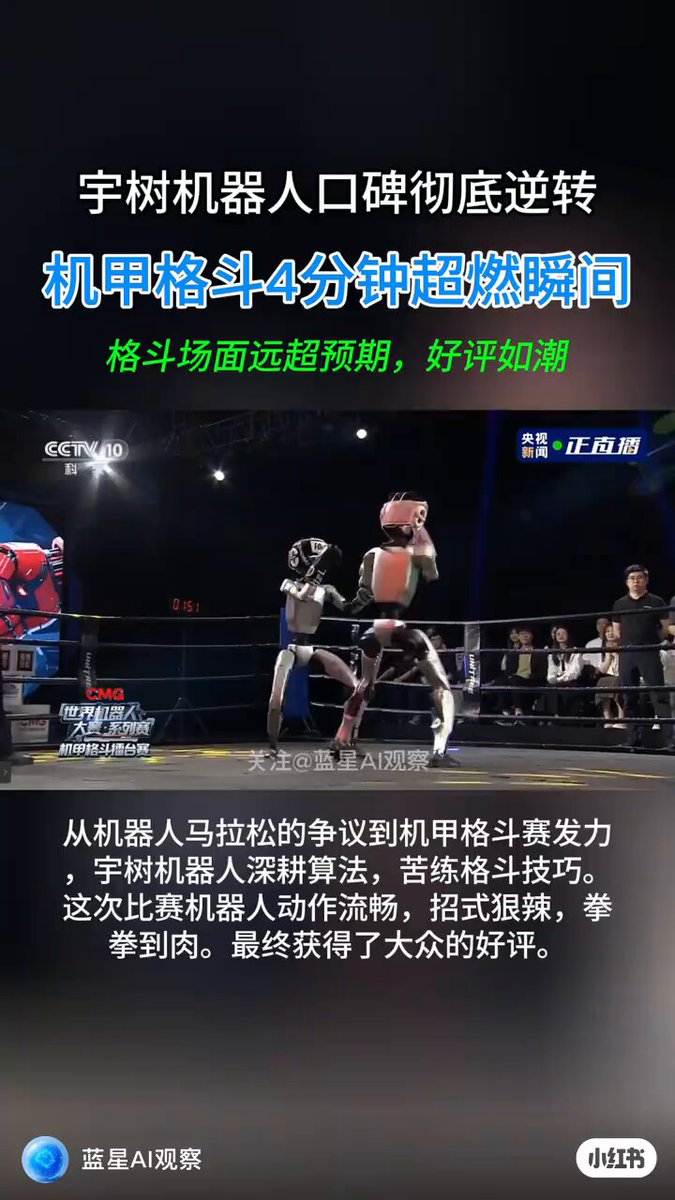 宇树机器人口碑彻底逆转
机甲格斗4分钟超燃瞬间
格斗场面远超预期，好评如潮
CCTV 10
科
央视
新闻
正直播
01:51
CMG
世界机器人
大赛·系列赛
机甲格斗擂台赛
关注@蓝星AI观察
从机器人马拉松的争议到机甲格斗赛发力
，宇树机器人深耕算法，苦练格斗技巧。
这次比赛机器人动作流畅，招式狠辣，拳
拳到肉。最终获得了大众的好评。
蓝星AI观察
小红书